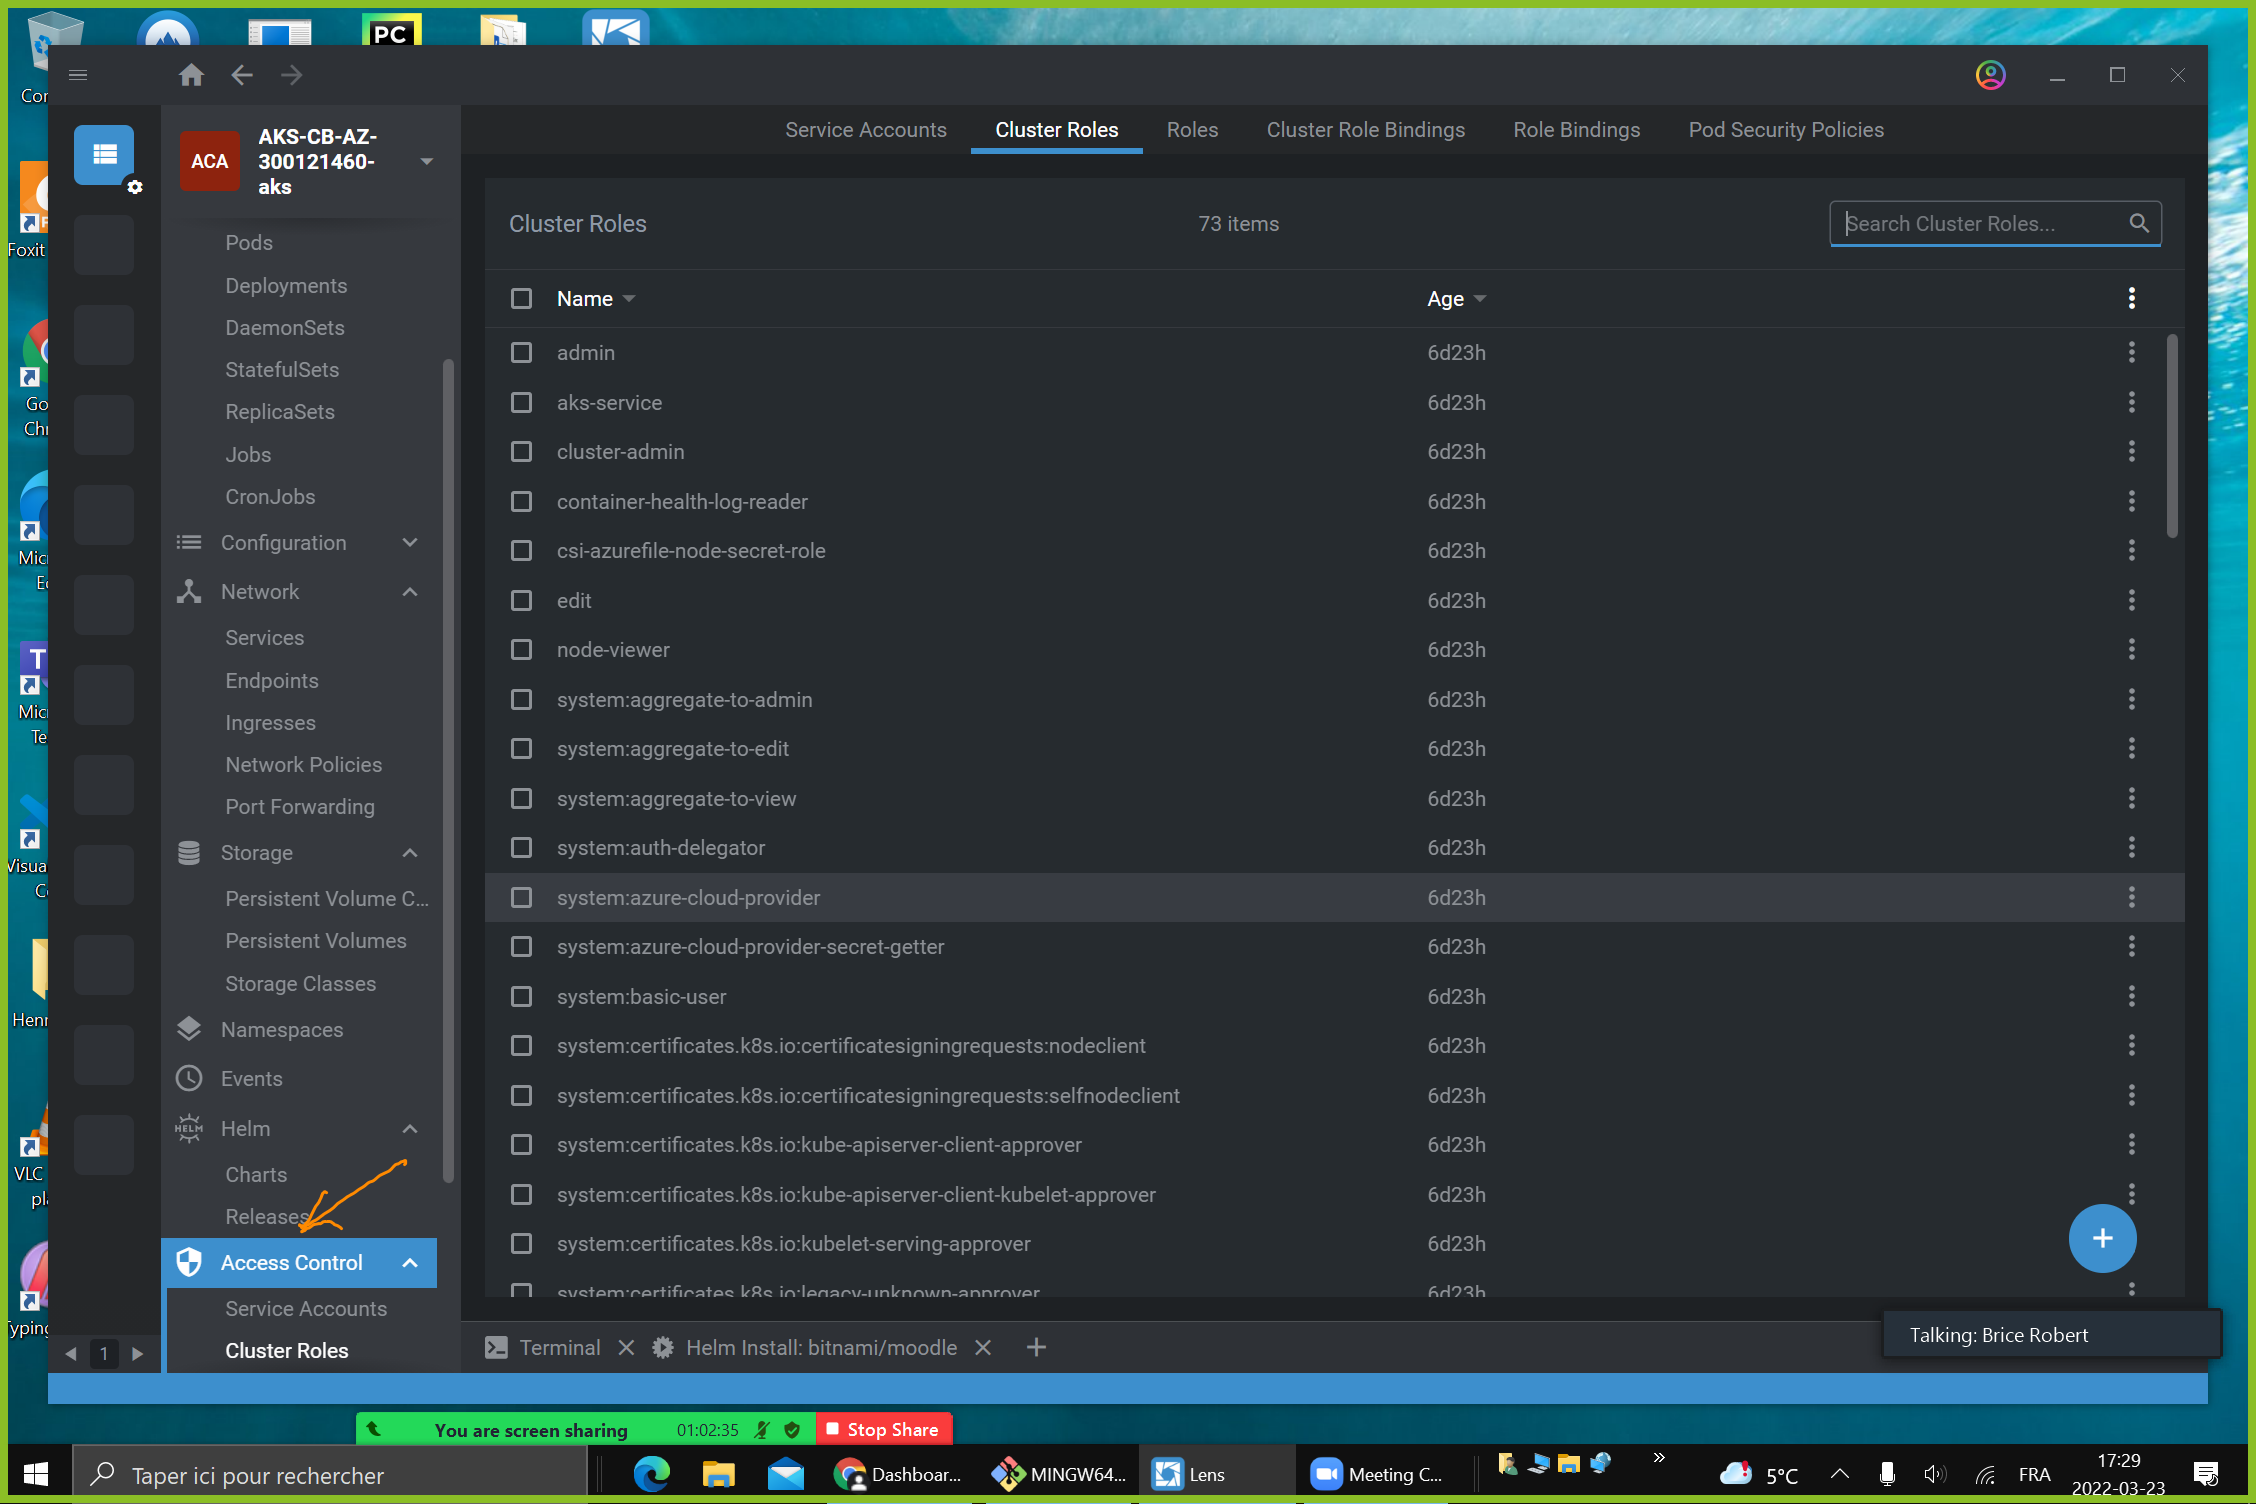 PC
Cor
Foxit
Go
Chr
Mic
Ec
Mic
Te
Visua
Co
Henr
VLC
pla
Typing
ACA
AKS-CB-AZ-
300121460-
aks
Pods
Deployments
DaemonSets
StatefulSets
ReplicaSets
Jobs
CronJobs
Configuration
Network
Services
Endpoints
Ingresses
Network Policies
Port Forwarding
Storage
Persistent Volume C...
Persistent Volumes
Storage Classes
Namespaces
Events
HELM Helm
Charts
Releases
Access Control
Service Accounts
Cluster Roles
1
Service Accounts Cluster Roles Roles Cluster Role Bindings Role Bindings Pod Security Policies
Cluster Roles 73 items Search Cluster Roles...
Name Age
admin 6d23h
aks-service 6d23h
cluster-admin 6d23h
container-health-log-reader 6d23h
csi-azurefile-node-secret-role 6d23h
edit 6d23h
node-viewer 6d23h
system:aggregate-to-admin 6d23h
system:aggregate-to-edit 6d23h
system:aggregate-to-view 6d23h
system:auth-delegator 6d23h
system:azure-cloud-provider 6d23h
system:azure-cloud-provider-secret-getter 6d23h
system:basic-user 6d23h
system:certificates.k8s.io:certificatesigningrequests:nodeclient 6d23h
system:certificates.k8s.io:certificatesigningrequests:selfnodeclient 6d23h
system:certificates.k8s.io:kube-apiserver-client-approver 6d23h
system:certificates.k8s.io:kube-apiserver-client-kubelet-approver 6d23h
system:certificates.k8s.io:kubelet-serving-approver 6d23h
system:certificates.k8s.io:legacy-unknown-approver 6d23h
Terminal Helm Install: bitnami/moodle
Talking: Brice Robert
You are screen sharing 01:02:35 Stop Share
Taper ici pour rechercher Dashboar... MINGW64... Lens Meeting C... 5°C FRA 17:29
2022-03-23